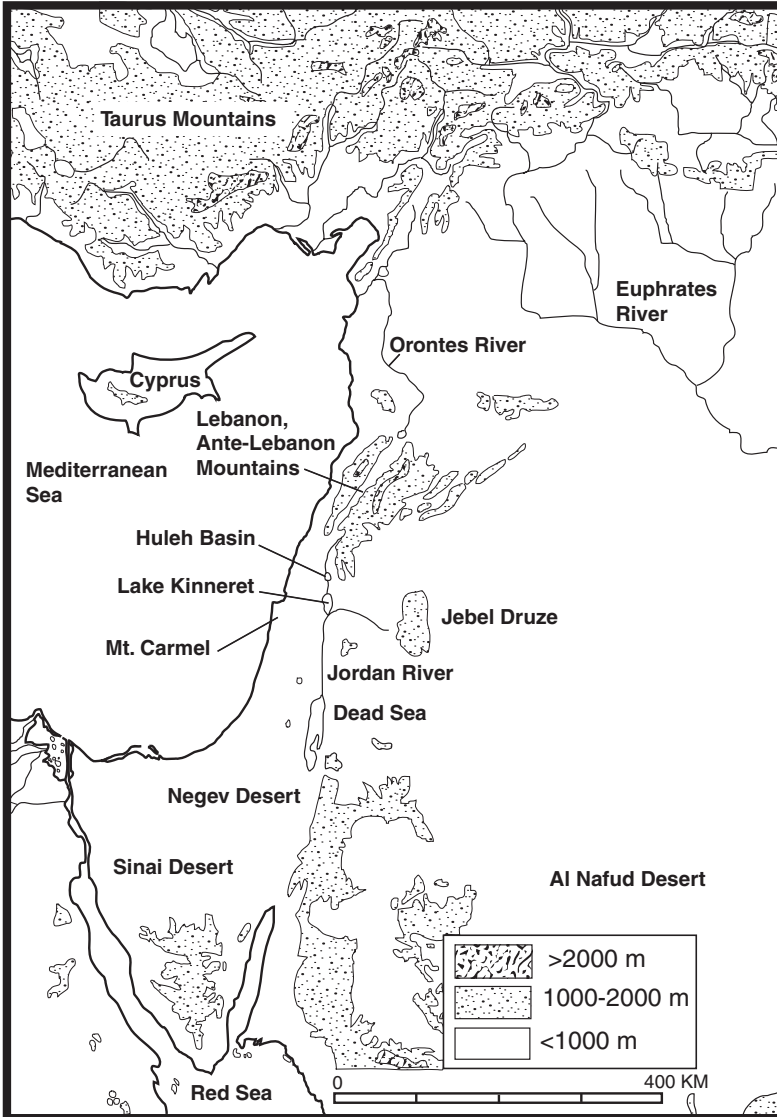 Taurus Mountains
Euphrates
River
Orontes River
Cyprus
Lebanon,
Ante-Lebanon
Mountains
Mediterranean
Sea
Huleh Basin
Lake Kinneret
Jebel Druze
Mt. Carmel
Jordan River
Dead Sea
Negev Desert
Sinai Desert
Al Nafud Desert
>2000 m
1000-2000 m
<1000 m
0 400 KM
Red Sea